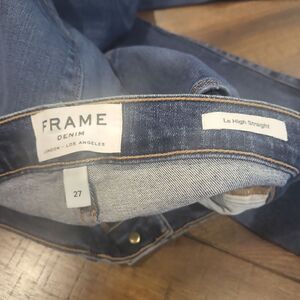 FRAME
DENIM
LONDON - LOS ANGELES
Le High Straight
27